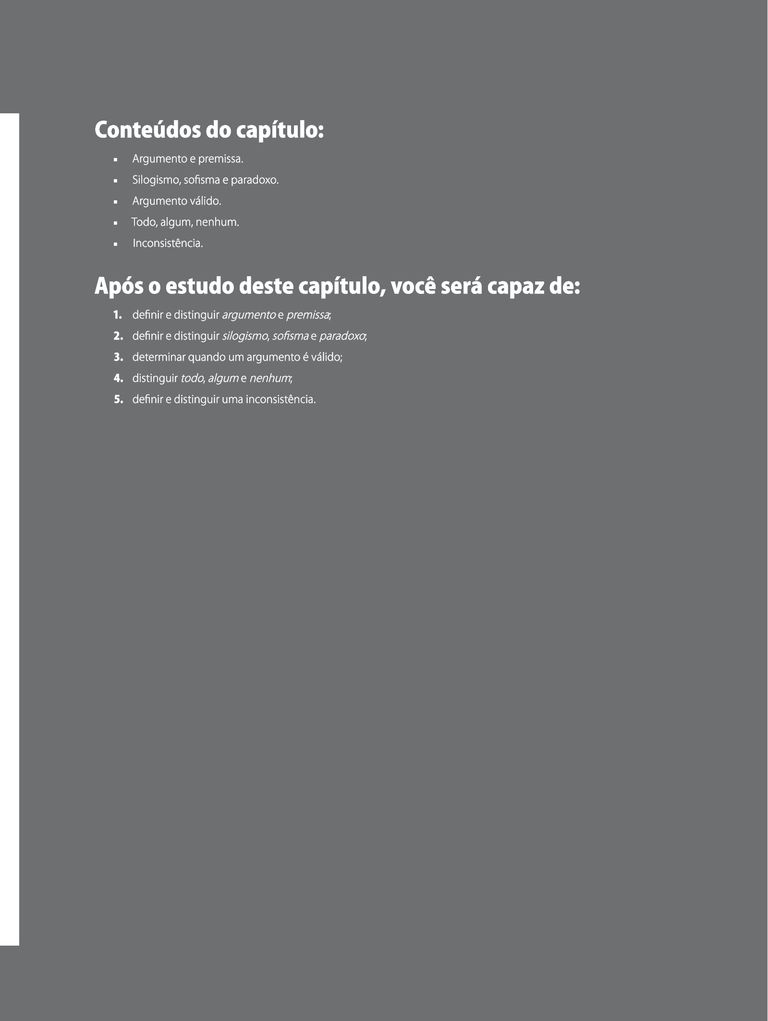 Conteúdos do capítulo:
▪ Argumento e premissa.
▪ Silogismo, sofisma e paradoxo.
▪ Argumento válido.
▪ Todo, algum, nenhum.
▪ Inconsistência.
Após o estudo deste capítulo, você será capaz de:
1. definir e distinguir argumento e premissa;
2. definir e distinguir silogismo, sofisma e paradoxo;
3. determinar quando um argumento é válido;
4. distinguir todo, algum e nenhum;
5. definir e distinguir uma inconsistência.